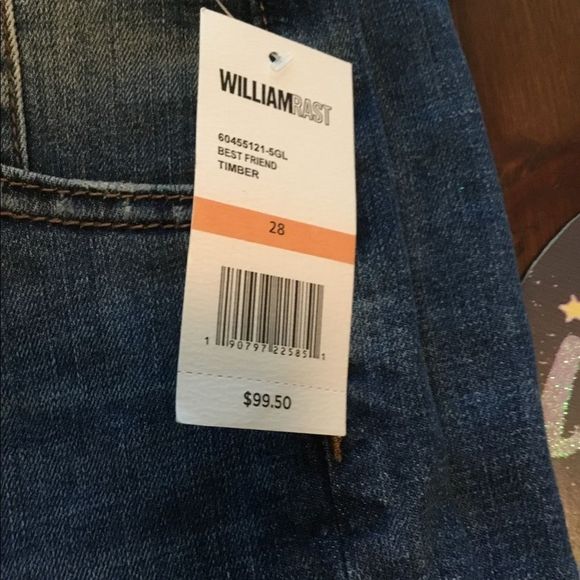 WILLIAMRAST
60455121-5GL
BEST FRIEND
TIMBER
28
1 90797 22585 1
$99.50